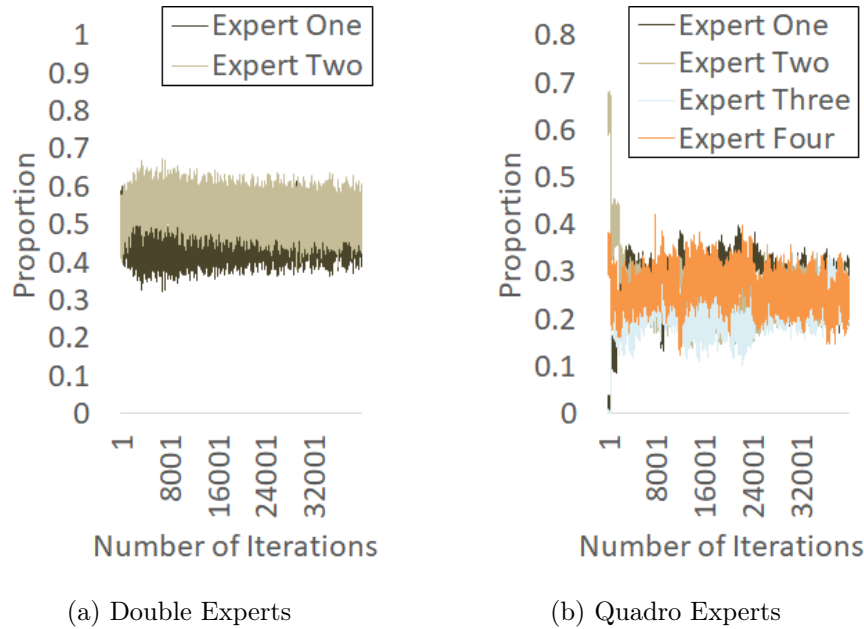 1
0.9
0.8
0.7
0.6
0.5
0.4
0.3
0.2
0.1
0
Proportion
Expert One
Expert Two
1
8001
16001
24001
32001
Number of Iterations
(a) Double Experts
0.8
0.7
0.6
0.5
0.4
0.3
0.2
0.1
0
Proportion
Expert One
Expert Two
Expert Three
Expert Four
1
8001
16001
24001
32001
Number of Iterations
(b) Quadro Experts